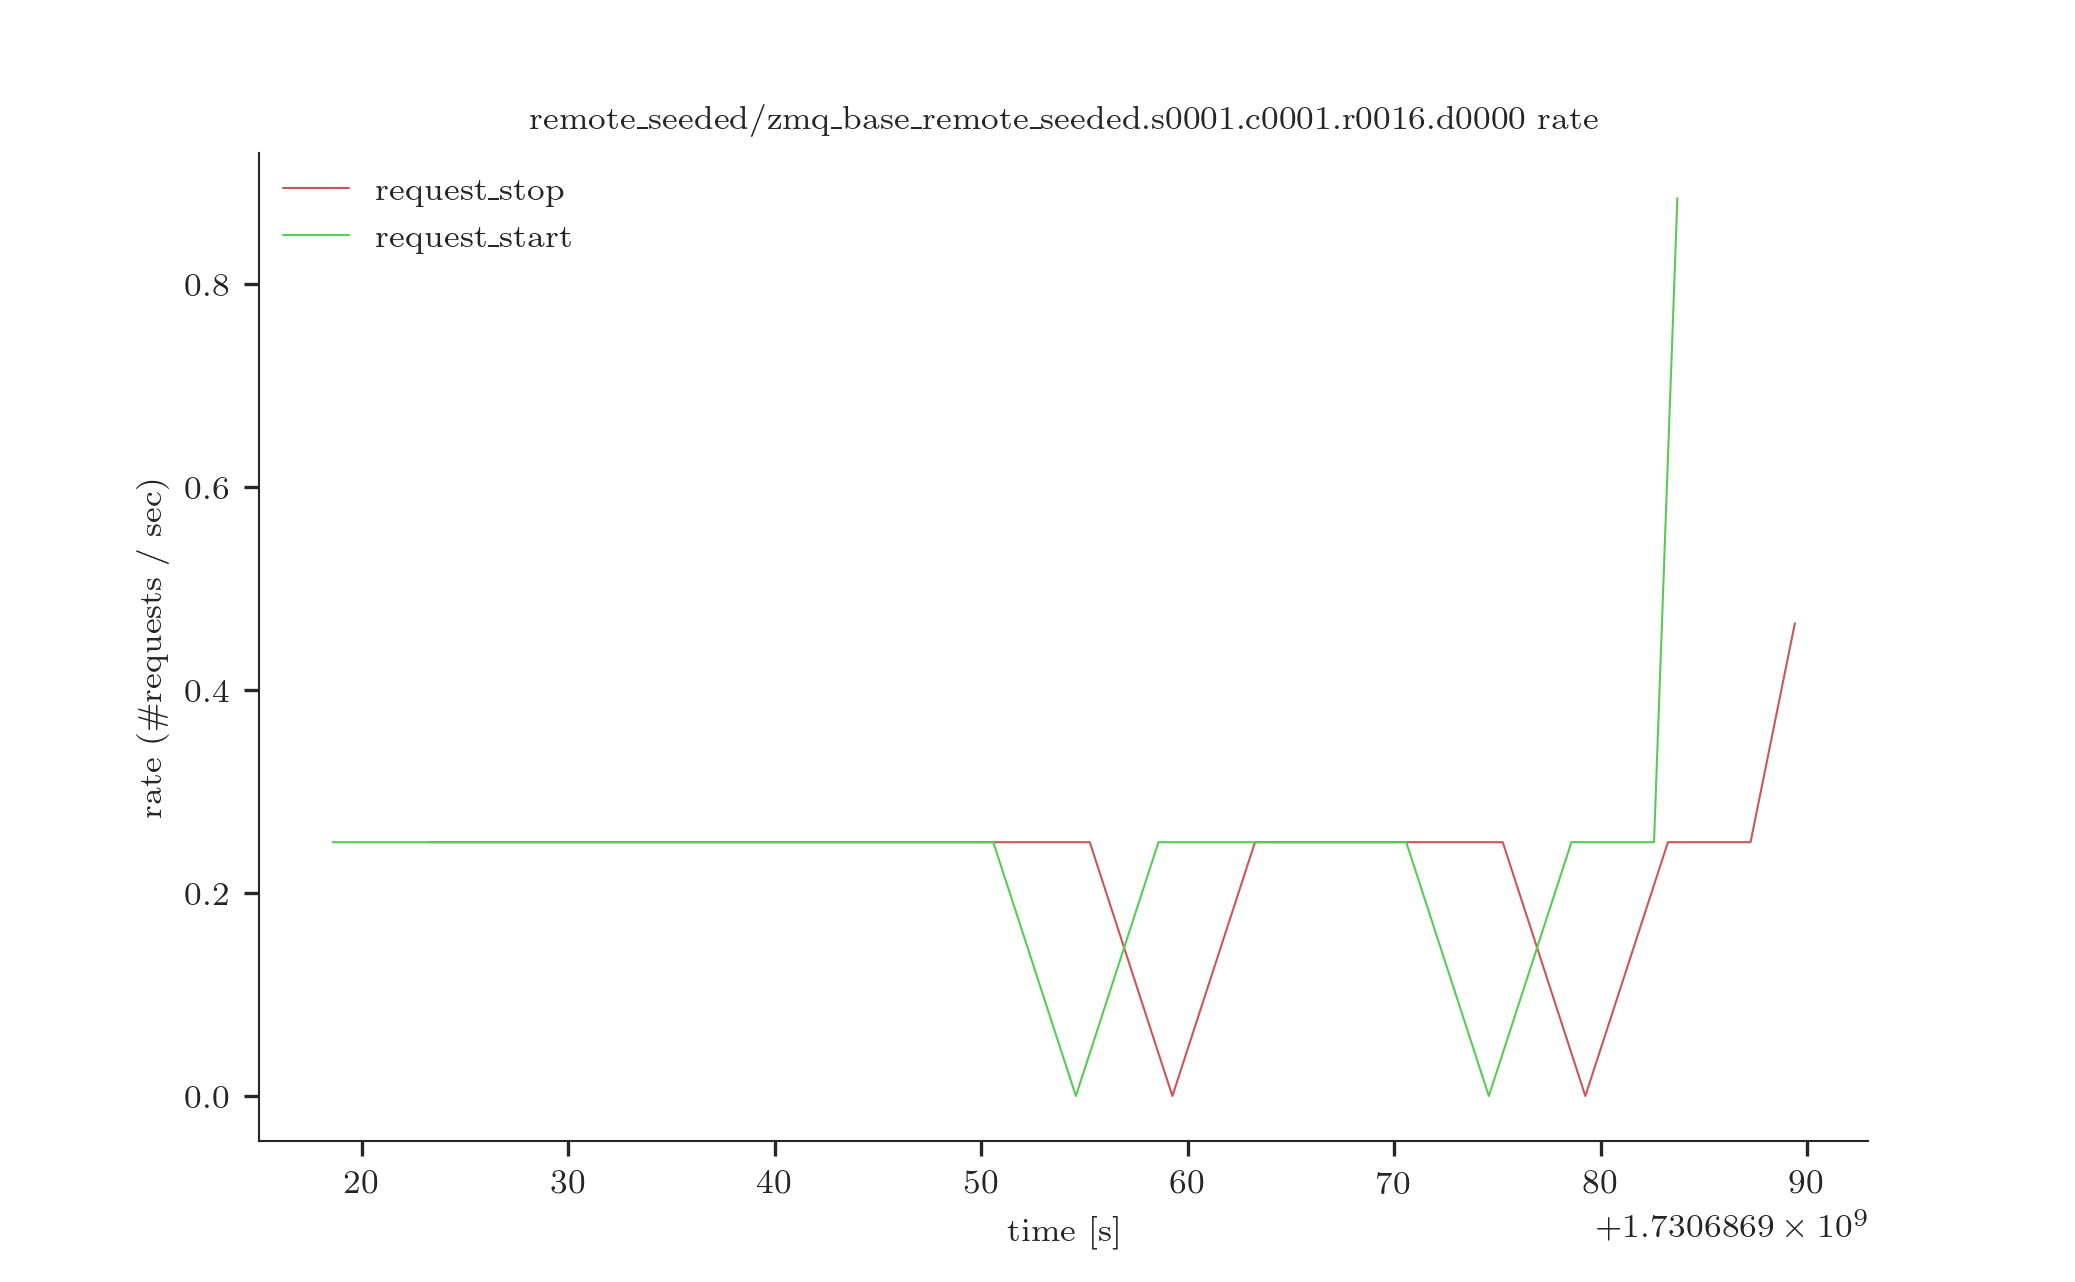 remote_seeded/zmq_base_remote_seeded.s0001.c0001.r0016.d0000 rate
request_stop
request_start
0.8
0.6
0.4
0.2
0.0
rate (#requests / sec)
20 30 40 50 60 70 80 90
time [s]
+1.7306869 × 10⁹